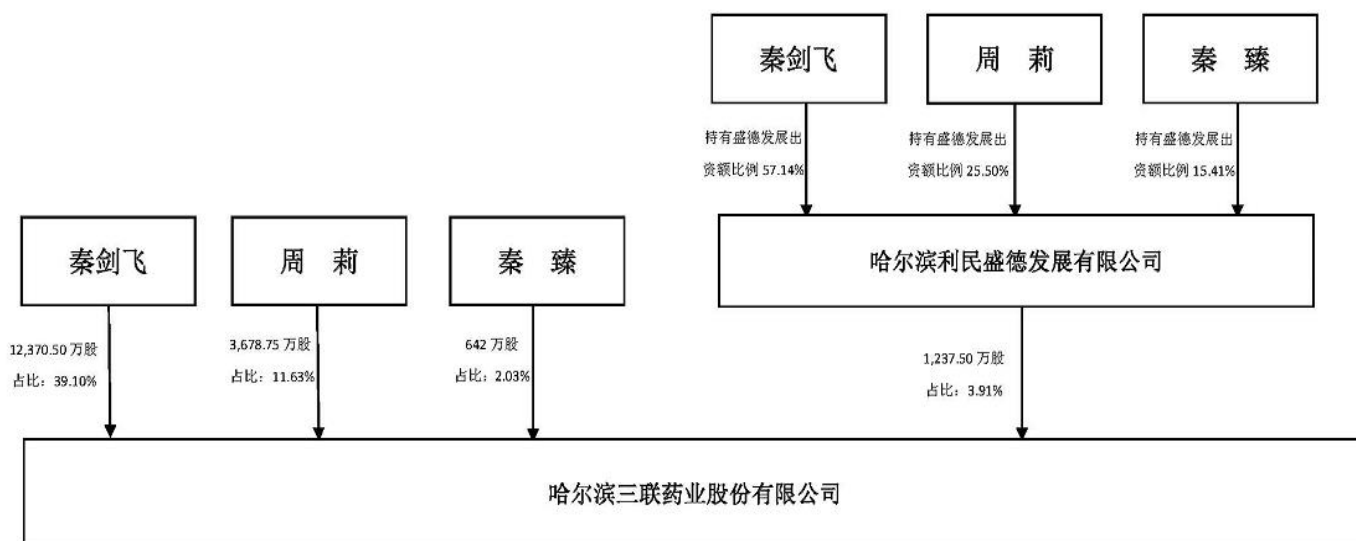 秦剑飞
周 莉
秦 臻
持有盛德发展出
资额比例 57.14%
持有盛德发展出
资额比例 25.50%
持有盛德发展出
资额比例 15.41%
秦剑飞
周 莉
秦 臻
哈尔滨利民盛德发展有限公司
12,370.50 万股
占比：39.10%
3,678.75 万股
占比：11.63%
642 万股
占比：2.03%
1,237.50 万股
占比：3.91%
哈尔滨三联药业股份有限公司